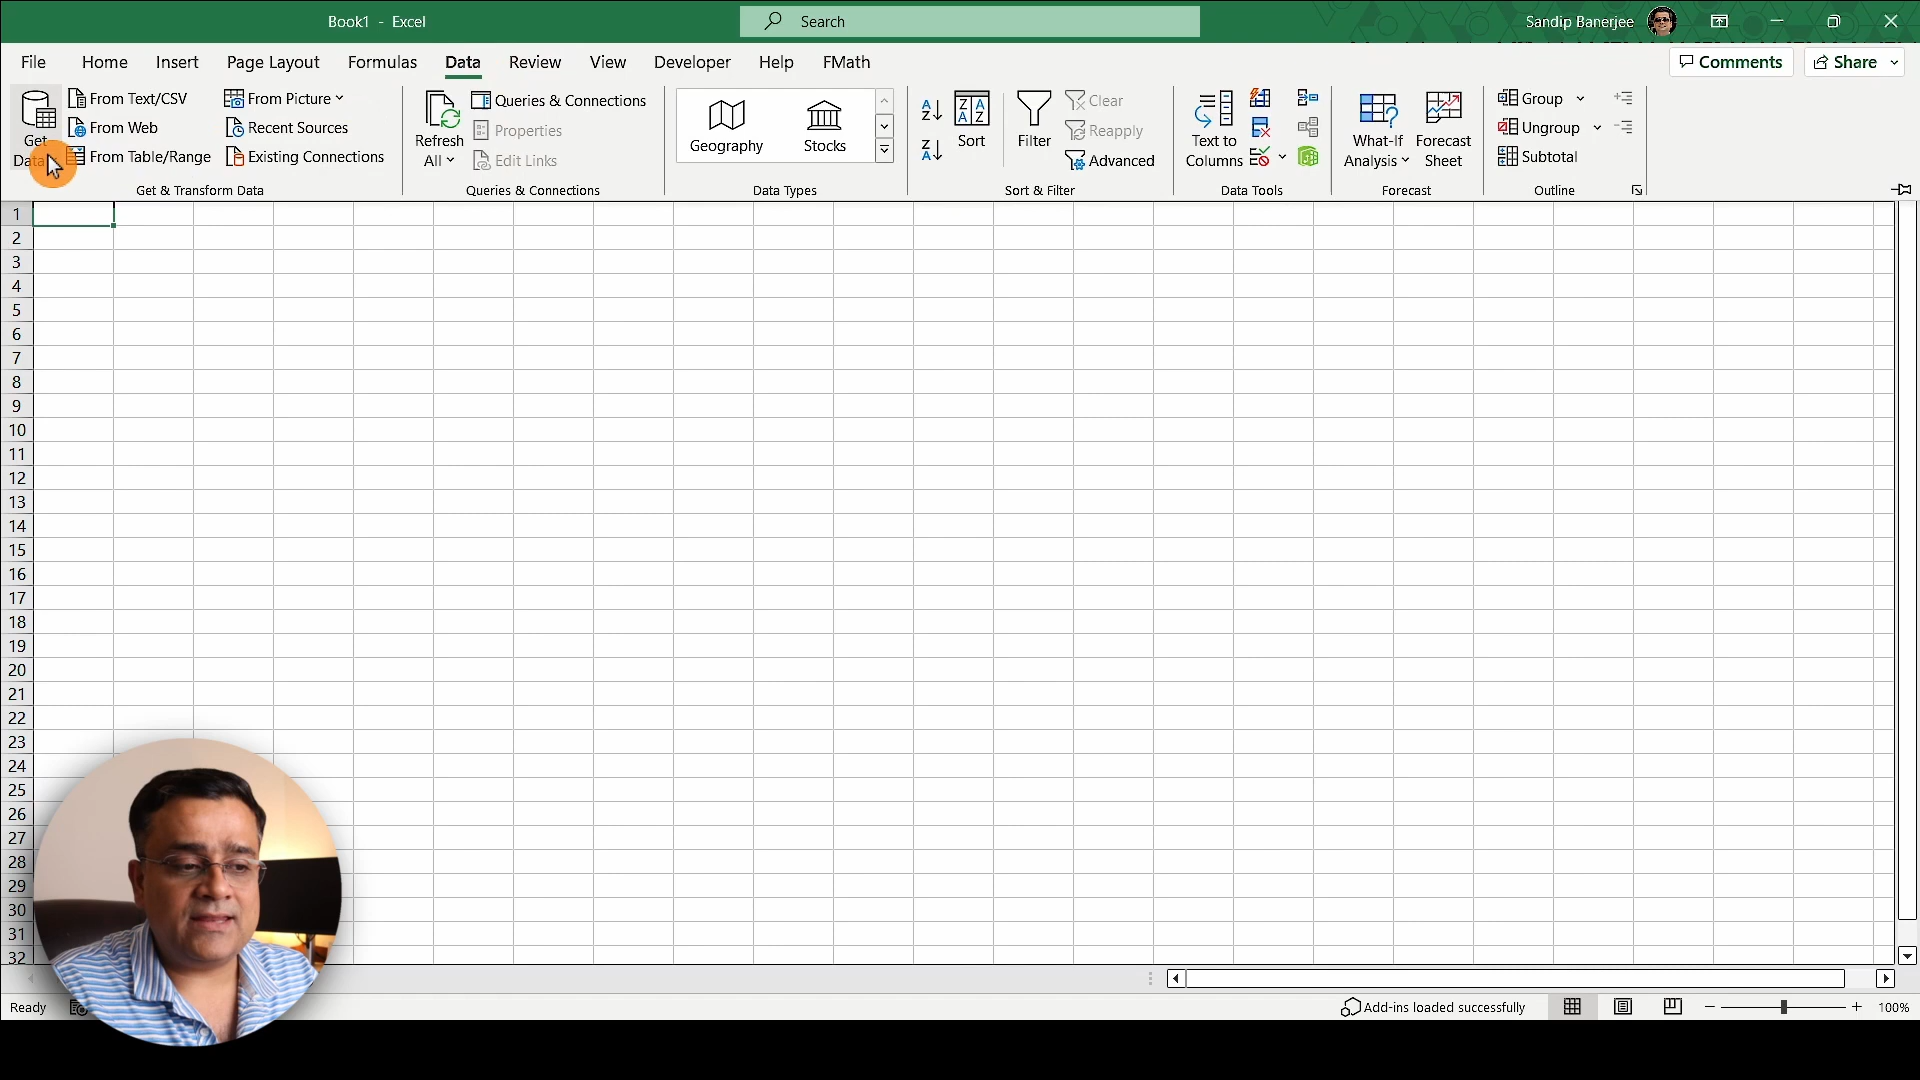 Book1 - Excel
Search
Sandip Banerjee
File Home Insert Page Layout Formulas Data Review View Developer Help FMath
Comments Share
Get
Data
From Text/CSV
From Web
From Table/Range
From Picture
Recent Sources
Existing Connections
Get & Transform Data
Refresh
All
Queries & Connections
Properties
Edit Links
Queries & Connections
Geography
Stocks
Data Types
A
Z
Z
A
Z A
A Z
Sort
Filter
Clear
Reapply
Advanced
Sort & Filter
Text to
Columns
Data Tools
What-If
Analysis
Forecast
Sheet
Forecast
Group
Ungroup
Subtotal
Outline
1
2
3
4
5
6
7
8
9
10
11
12
13
14
15
16
17
18
19
20
21
22
23
24
25
26
27
28
29
30
31
32
Ready
Add-ins loaded successfully
100%